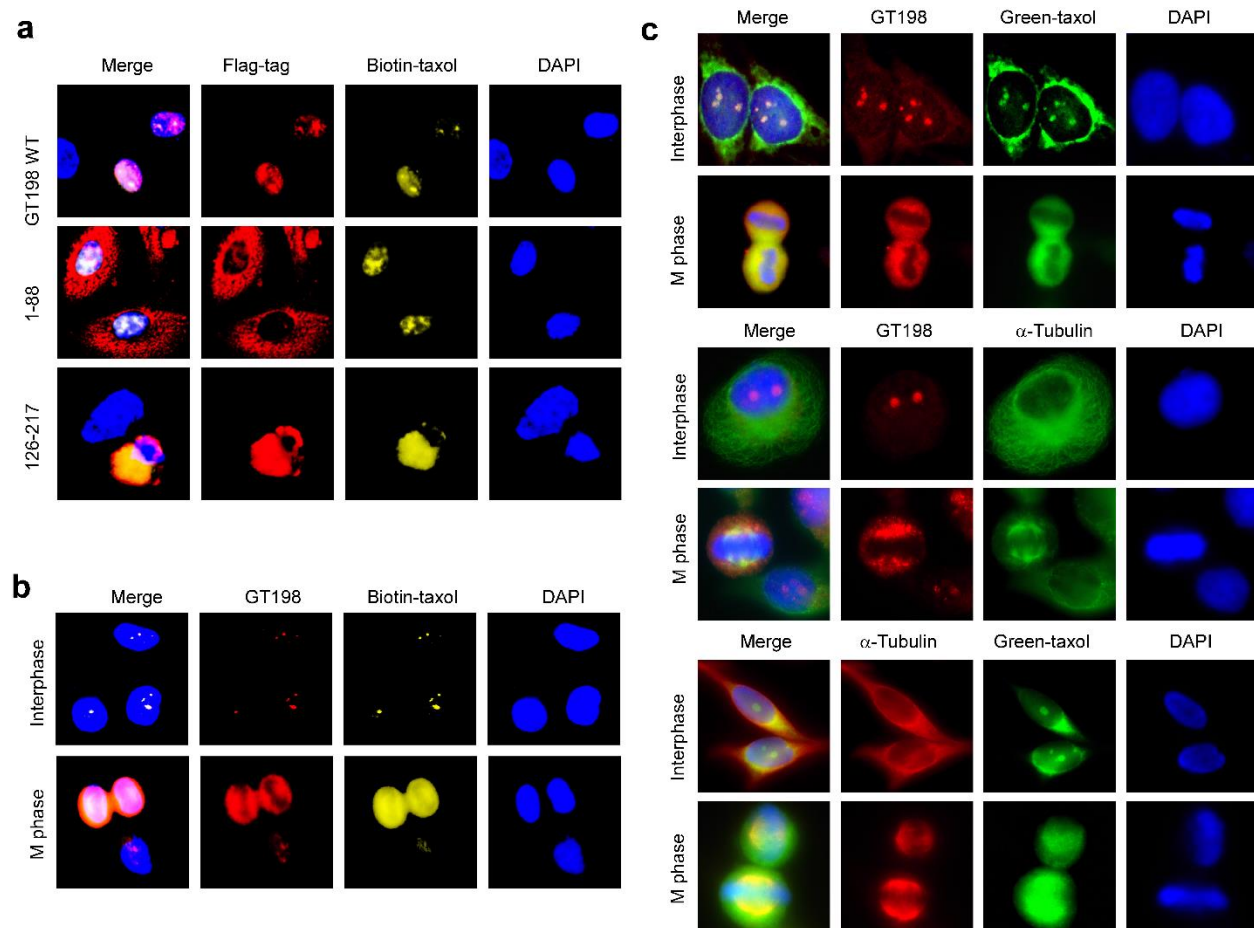 a
Merge Flag-tag Biotin-taxol DAPI
GT198 WT
1-88
126-217
b
Merge GT198 Biotin-taxol DAPI
Interphase
M phase
c
Merge GT198 Green-taxol DAPI
Interphase
M phase
Merge GT198 α-Tubulin DAPI
Interphase
M phase
Merge α-Tubulin Green-taxol DAPI
Interphase
M phase